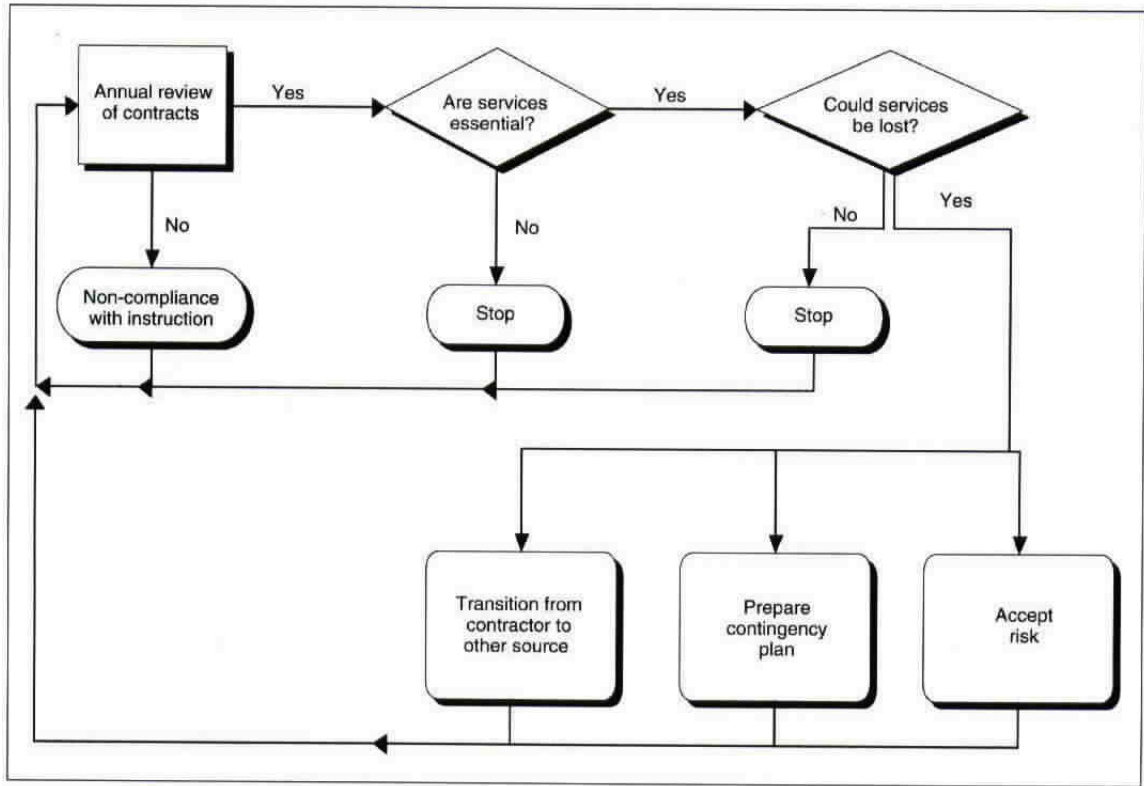 Annual review
of contracts
Yes
Are services
essential?
Yes
Could services
be lost?
No
No
No
Yes
Non-compliance
with instruction
Stop
Stop
Transition from
contractor to
other source
Prepare
contingency
plan
Accept
risk